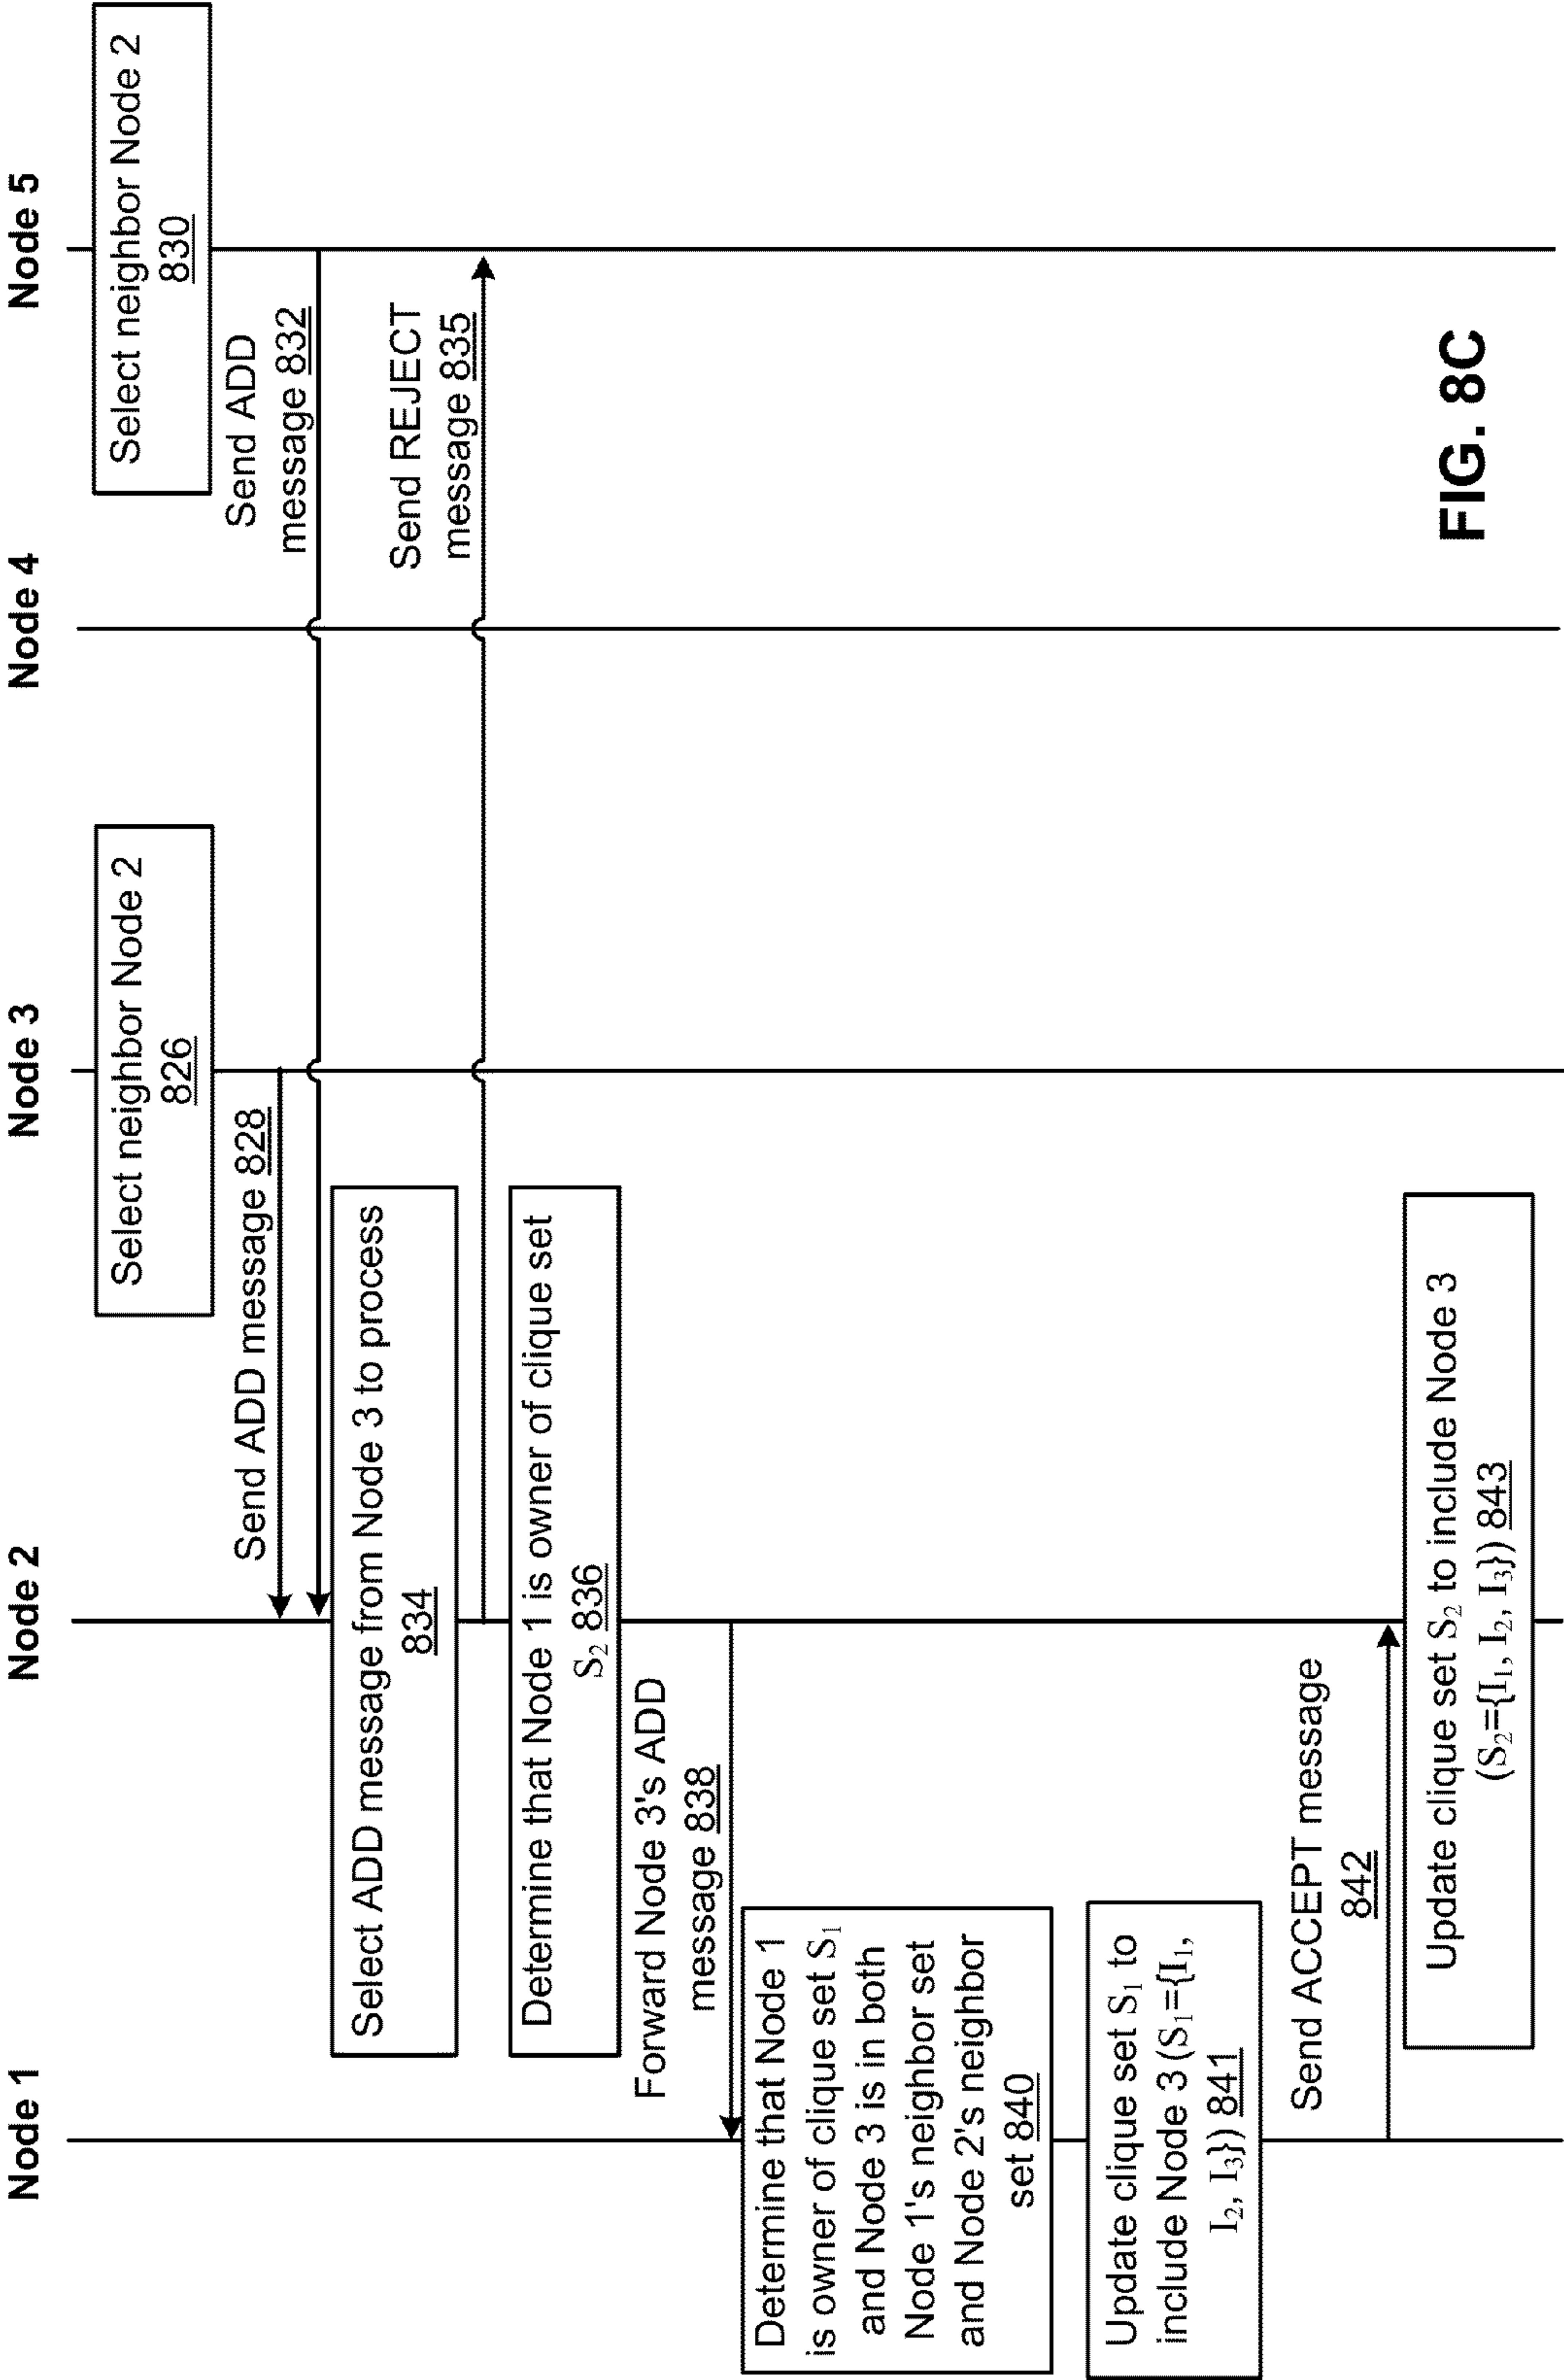 Node 1
Node 2
Node 3
Node 4
Node 5
Select neighbor Node 2
826
Select neighbor Node 2
830
Send ADD message 828
Send ADD
message 832
Select ADD message from Node 3 to process
834
Send REJECT
message 835
Determine that Node 1 is owner of clique set
S₂ 836
Forward Node 3's ADD
message 838
Determine that Node 1
is owner of clique set S₁
and Node 3 is in both
Node 1's neighbor set
and Node 2's neighbor
set 840
Update clique set S₁ to
include Node 3 (S₁={I₁,
I₂, I₃}) 841
Send ACCEPT message
842
Update clique set S₂ to include Node 3
(S₂={I₁, I₂, I₃}) 843
FIG. 8C